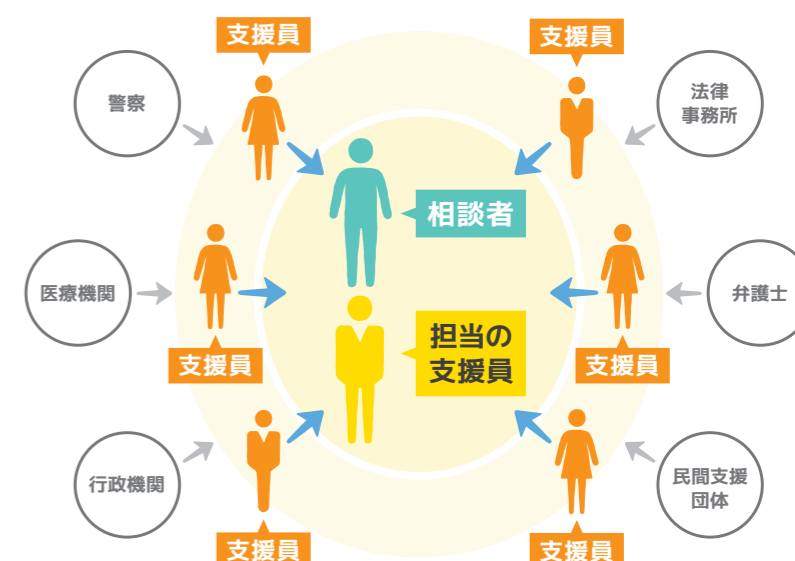 支援員
支援員
警察
法律
事務所
相談者
医療機関
弁護士
担当の
支援員
支援員
支援員
行政機関
民間支援
団体
支援員
支援員